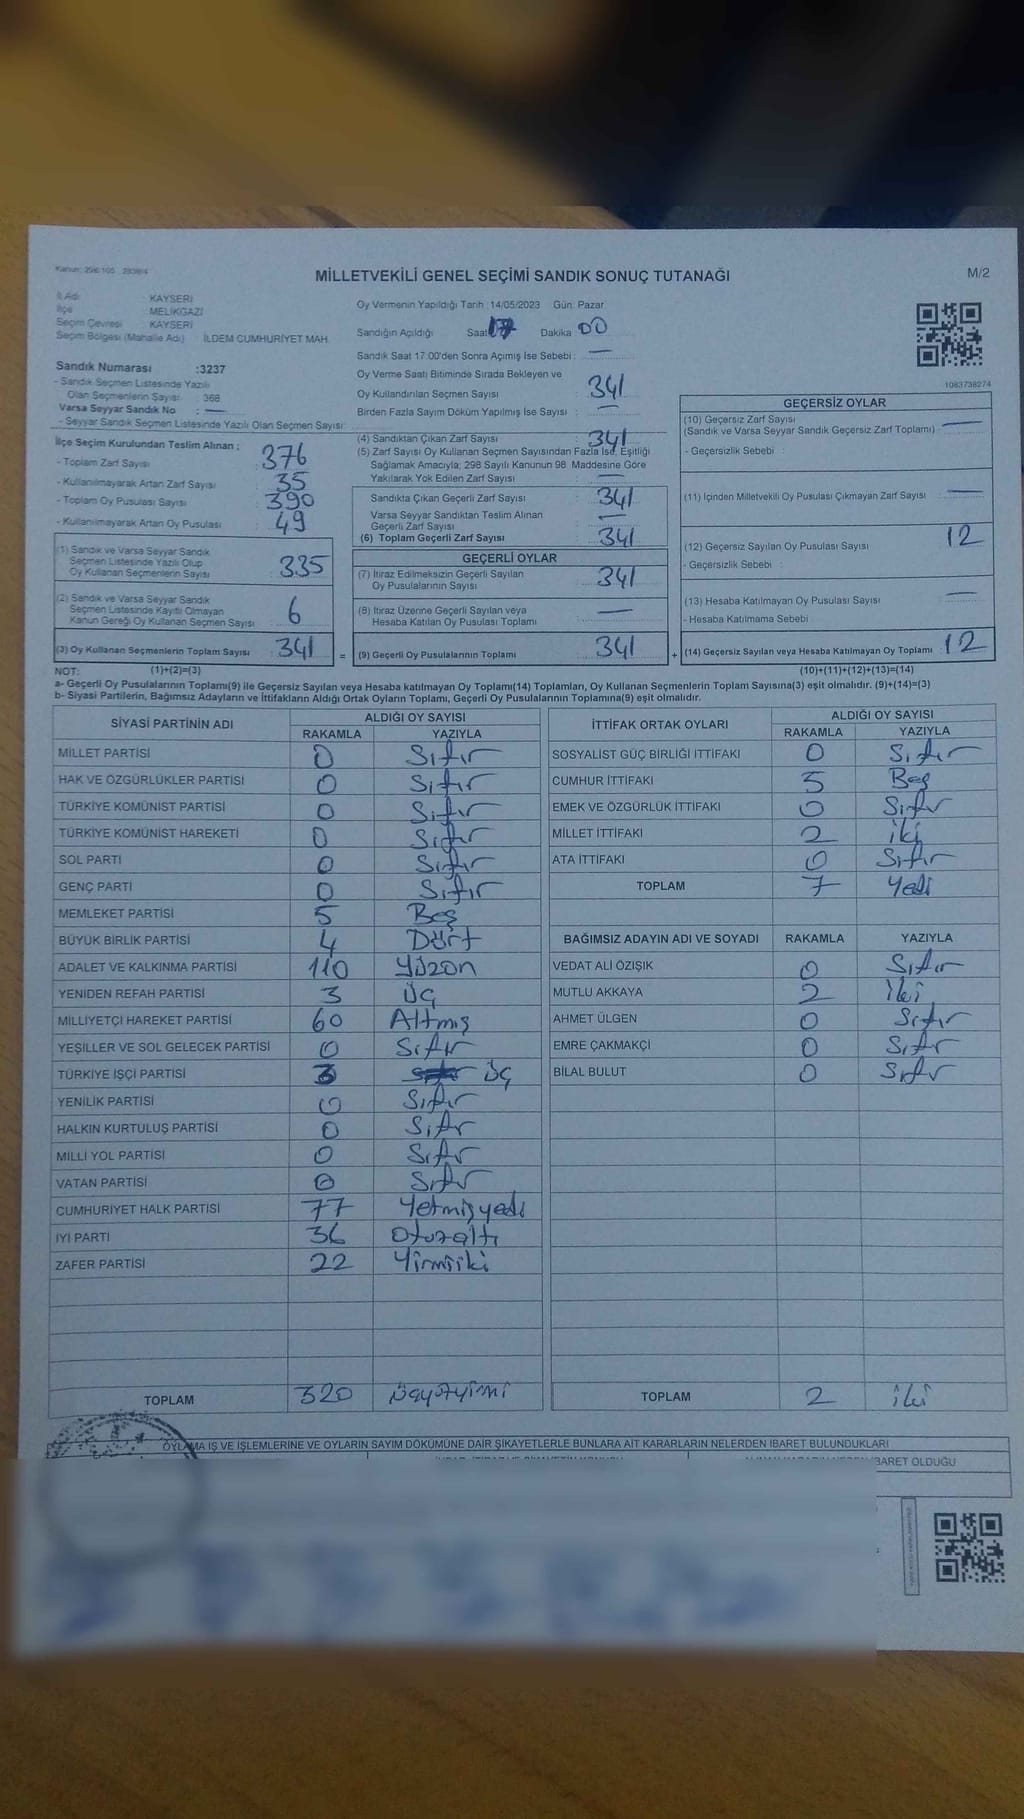 Kanun: 298/105
MİLLETVEKİLİ GENEL SEÇİMİ SANDIK SONUÇ TUTANAĞI
M/2
İl Adı : KAYSERİ
İlçe : MELİKGAZİ
Seçim Çevresi : KAYSERİ
Seçim Bölgesi (Mahalle Adı) : İLDEM CUMHURİYET MAH.
Sandık Numarası :3237
- Sandık Seçmen Listesinde Yazılı
Olan Seçmenlerin Sayısı : 368
Varsa Seyyar Sandık No : —
- Seyyar Sandık Seçmen Listesinde Yazılı Olan Seçmen Sayısı:
İlçe Seçim Kurulundan Teslim Alınan :
- Toplam Zarf Sayısı : 376
- Kullanılmayarak Artan Zarf Sayısı : 35
- Toplam Oy Pusulası Sayısı : 390
- Kullanılmayarak Artan Oy Pusulası : 49
(1) Sandık ve Varsa Seyyar Sandık
Seçmen Listesinde Yazılı Olup
Oy Kullanan Seçmenlerin Sayısı : 335
(2) Sandık ve Varsa Seyyar Sandık
Seçmen Listesinde Kayıtlı Olmayan
Kanun Gereği Oy Kullanan Seçmen Sayısı : 6
(3) Oy Kullanan Seçmenlerin Toplam Sayısı : 341 =
Oy Vermenin Yapıldığı Tarih :14/05/2023 Gün: Pazar
Sandığın Açıldığı Saat 17 Dakika 00
Sandık Saat 17.00'den Sonra Açılmış İse Sebebi : —
Oy Verme Saati Bitiminde Sırada Bekleyen ve
Oy Kullandırılan Seçmen Sayısı : 341
Birden Fazla Sayım Döküm Yapılmış İse Sayısı : —
(4) Sandıktan Çıkan Zarf Sayısı : 341
(5) Zarf Sayısı Oy Kullanan Seçmen Sayısından Fazla İse, Eşitliği
Sağlamak Amacıyla; 298 Sayılı Kanunun 98. Maddesine Göre
Yakılarak Yok Edilen Zarf Sayısı : —
Sandıkta Çıkan Geçerli Zarf Sayısı : 341
Varsa Seyyar Sandıktan Teslim Alınan
Geçerli Zarf Sayısı : —
(6) Toplam Geçerli Zarf Sayısı : 341
GEÇERLİ OYLAR
(7) İtiraz Edilmeksizin Geçerli Sayılan
Oy Pusulalarının Sayısı : 341
(8) İtiraz Üzerine Geçerli Sayılan veya
Hesaba Katılan Oy Pusulası Toplamı : —
(9) Geçerli Oy Pusulalarının Toplamı : 341 +
1083738274
GEÇERSİZ OYLAR
(10) Geçersiz Zarf Sayısı
(Sandık ve Varsa Seyyar Sandık Geçersiz Zarf Toplamı) : —
- Geçersizlik Sebebi :
(11) İçinden Milletvekili Oy Pusulası Çıkmayan Zarf Sayısı : —
(12) Geçersiz Sayılan Oy Pusulası Sayısı : 12
- Geçersizlik Sebebi :
(13) Hesaba Katılmayan Oy Pusulası Sayısı : —
- Hesaba Katılmama Sebebi :
(14) Geçersiz Sayılan veya Hesaba Katılmayan Oy Toplamı : 12
NOT: (1)+(2)=(3) (10)+(11)+(12)+(13)=(14)
a- Geçerli Oy Pusulalarının Toplamı(9) ile Geçersiz Sayılan veya Hesaba katılmayan Oy Toplamı(14) Toplamları, Oy Kullanan Seçmenlerin Toplam Sayısına(3) eşit olmalıdır. (9)+(14)=(3)
b- Siyasi Partilerin, Bağımsız Adayların ve İttifakların Aldığı Ortak Oyların Toplamı, Geçerli Oy Pusulalarının Toplamına(9) eşit olmalıdır.
SİYASİ PARTİNİN ADI ALDIĞI OY SAYISI
RAKAMLA YAZIYLA
MİLLET PARTİSİ 0 Sıfır
HAK VE ÖZGÜRLÜKLER PARTİSİ 0 Sıfır
TÜRKİYE KOMÜNİST PARTİSİ 0 Sıfır
TÜRKİYE KOMÜNİST HAREKETİ 0 Sıfır
SOL PARTİ 0 Sıfır
GENÇ PARTİ 0 Sıfır
MEMLEKET PARTİSİ 5 Beş
BÜYÜK BİRLİK PARTİSİ 4 Dört
ADALET VE KALKINMA PARTİSİ 110 Yüzon
YENİDEN REFAH PARTİSİ 3 Üç
MİLLİYETÇİ HAREKET PARTİSİ 60 Altmış
YEŞİLLER VE SOL GELECEK PARTİSİ 0 Sıfır
TÜRKİYE İŞÇİ PARTİSİ 3 Üç
YENİLİK PARTİSİ 0 Sıfır
HALKIN KURTULUŞ PARTİSİ 0 Sıfır
MİLLİ YOL PARTİSİ 0 Sıfır
VATAN PARTİSİ 0 Sıfır
CUMHURİYET HALK PARTİSİ 77 Yetmişyedi
İYİ PARTİ 36 Otuzaltı
ZAFER PARTİSİ 22 Yirmiiki
TOPLAM 320 Üçyüzyirmi
İTTİFAK ORTAK OYLARI ALDIĞI OY SAYISI
RAKAMLA YAZIYLA
SOSYALİST GÜÇ BİRLİĞİ İTTİFAKI 0 Sıfır
CUMHUR İTTİFAKI 5 Beş
EMEK VE ÖZGÜRLÜK İTTİFAKI 0 Sıfır
MİLLET İTTİFAKI 2 iki
ATA İTTİFAKI 0 Sıfır
TOPLAM 7 Yedi
BAĞIMSIZ ADAYIN ADI VE SOYADI RAKAMLA YAZIYLA
VEDAT ALİ ÖZIŞIK 0 Sıfır
MUTLU AKKAYA 2 İki
AHMET ÜLGEN 0 Sıfır
EMRE ÇAKMAKÇI 0 Sıfır
BİLAL BULUT 0 Sıfır
TOPLAM 2 iki
OYLAMA İŞ VE İŞLEMLERİNE VE OYLARIN SAYIM DÖKÜMÜNE DAİR ŞİKAYETLERLE BUNLARA AİT KARARLARIN NELERDEN İBARET BULUNDUKLARI
İBARET OLDUĞU